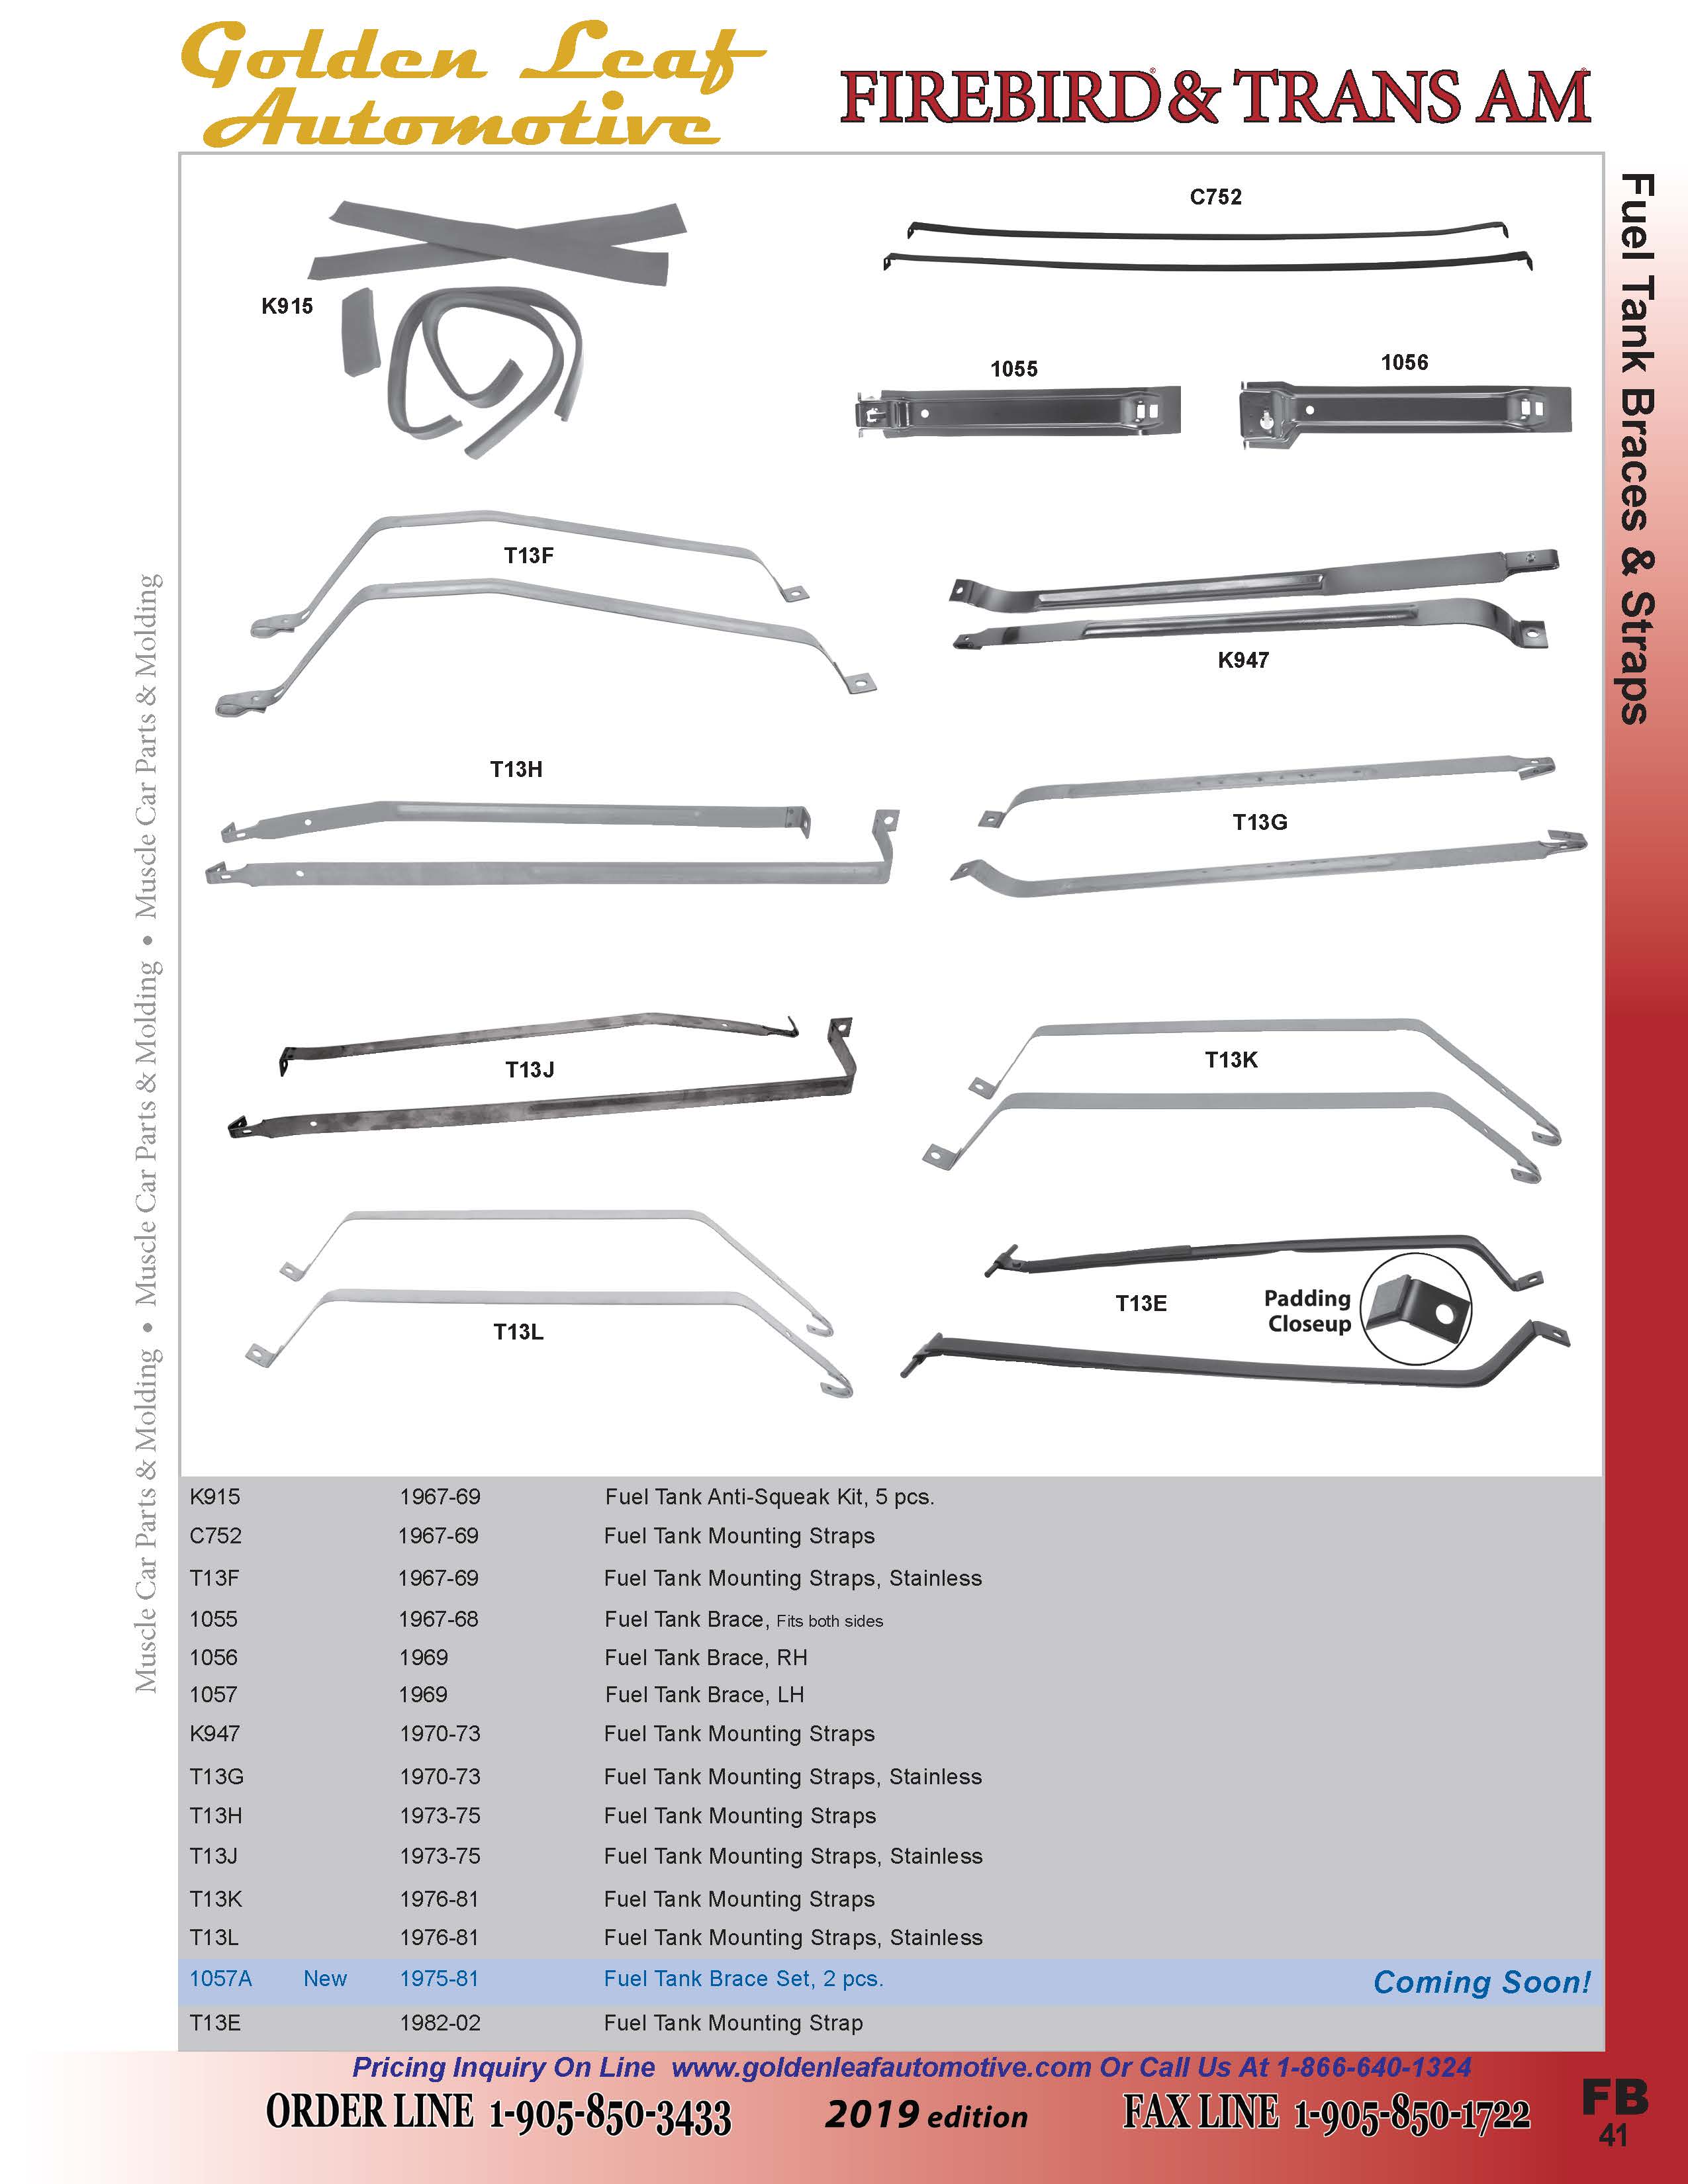 Golden Leaf
Automotive
FIREBIRD® & TRANS AM®
Fuel Tank Braces & Straps
Muscle Car Parts & Molding • Muscle Car Parts & Molding • Muscle Car Parts & Molding
K915
C752
1055
1056
T13F
K947
T13H
T13G
T13J
T13K
T13L
T13E
Padding
Closeup
K915 1967-69 Fuel Tank Anti-Squeak Kit, 5 pcs.
C752 1967-69 Fuel Tank Mounting Straps
T13F 1967-69 Fuel Tank Mounting Straps, Stainless
1055 1967-68 Fuel Tank Brace, Fits both sides
1056 1969 Fuel Tank Brace, RH
1057 1969 Fuel Tank Brace, LH
K947 1970-73 Fuel Tank Mounting Straps
T13G 1970-73 Fuel Tank Mounting Straps, Stainless
T13H 1973-75 Fuel Tank Mounting Straps
T13J 1973-75 Fuel Tank Mounting Straps, Stainless
T13K 1976-81 Fuel Tank Mounting Straps
T13L 1976-81 Fuel Tank Mounting Straps, Stainless
1057A New 1975-81 Fuel Tank Brace Set, 2 pcs. Coming Soon!
T13E 1982-02 Fuel Tank Mounting Strap
Pricing Inquiry On Line www.goldenleafautomotive.com Or Call Us At 1-866-640-1324
ORDER LINE 1-905-850-3433 2019 edition FAX LINE 1-905-850-1722
FB
41